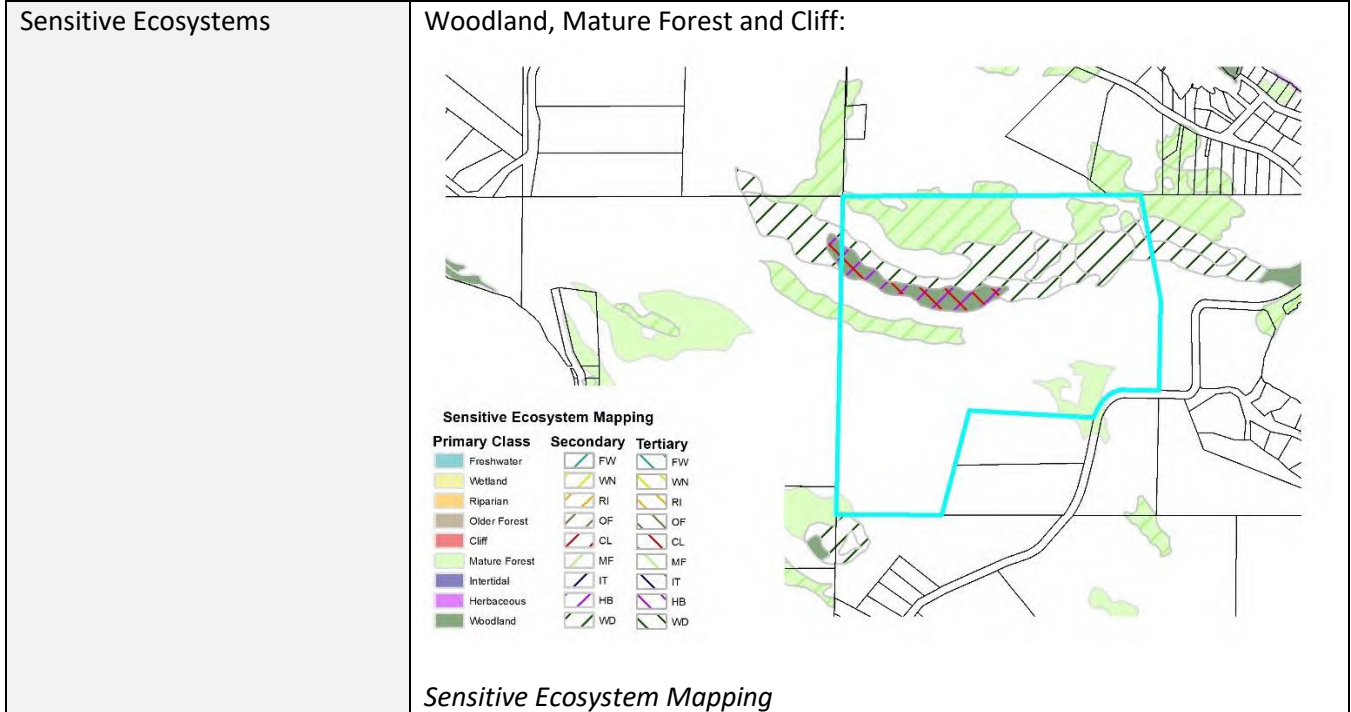 Sensitive Ecosystems
Woodland, Mature Forest and Cliff:
Sensitive Ecosystem Mapping
Primary Class Secondary Tertiary
Freshwater FW FW
Wetland WN WN
Riparian RI RI
Older Forest OF OF
Cliff CL CL
Mature Forest MF MF
Intertidal IT IT
Herbaceous HB HB
Woodland WD WD
Sensitive Ecosystem Mapping